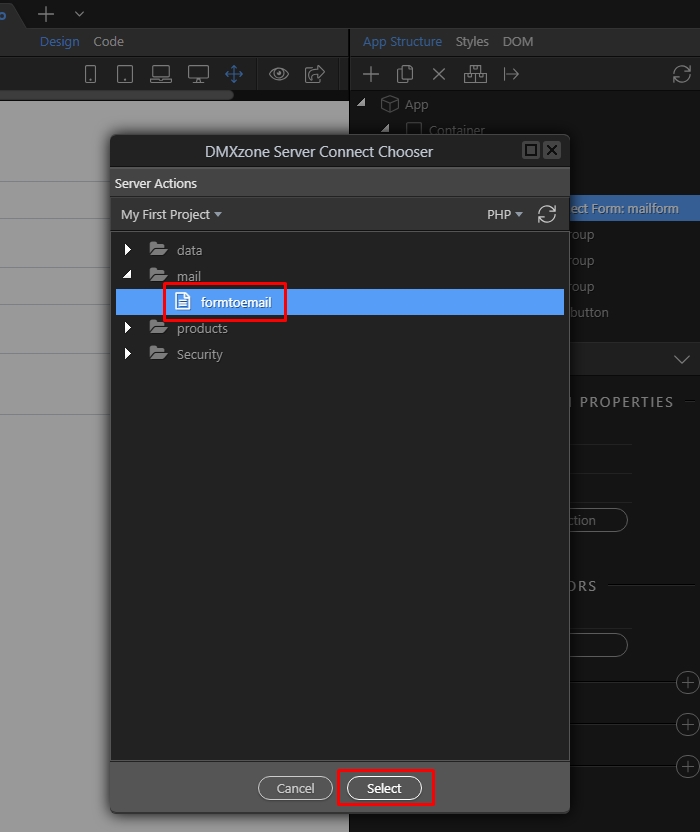 Design Code
App Structure Styles DOM
App
Container
DMXzone Server Connect Chooser
Server Actions
My First Project PHP
data
mail
formtoemail
products
Security
ect Form: mailform
oup
oup
oup
button
PROPERTIES
ction
ORS
Cancel Select